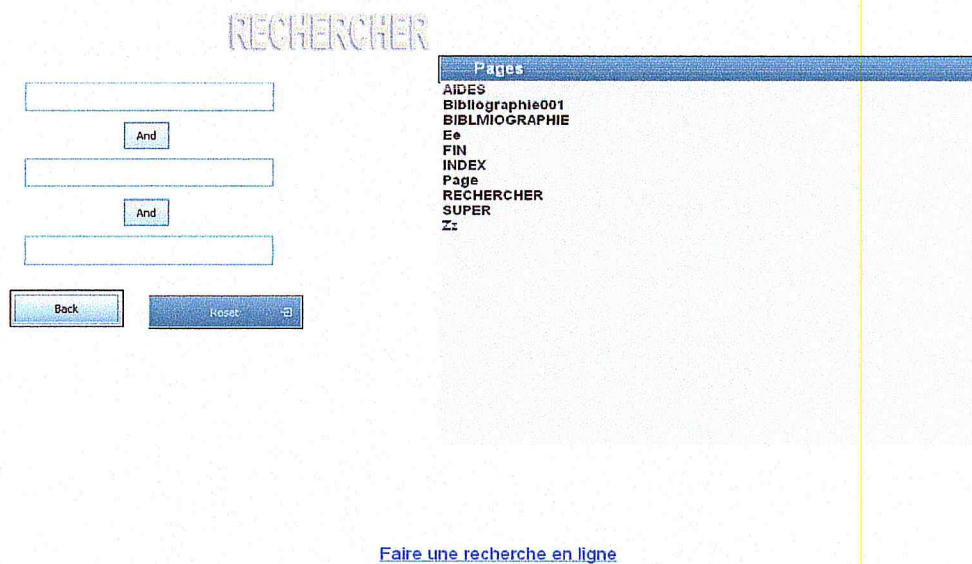 RECHERCHER
And
And
Back
Reset
Pages
AIDES
Bibliographie001
BIBLMIOGRAPHIE
Ee
FIN
INDEX
Page
RECHERCHER
SUPER
Zz
Faire une recherche en ligne